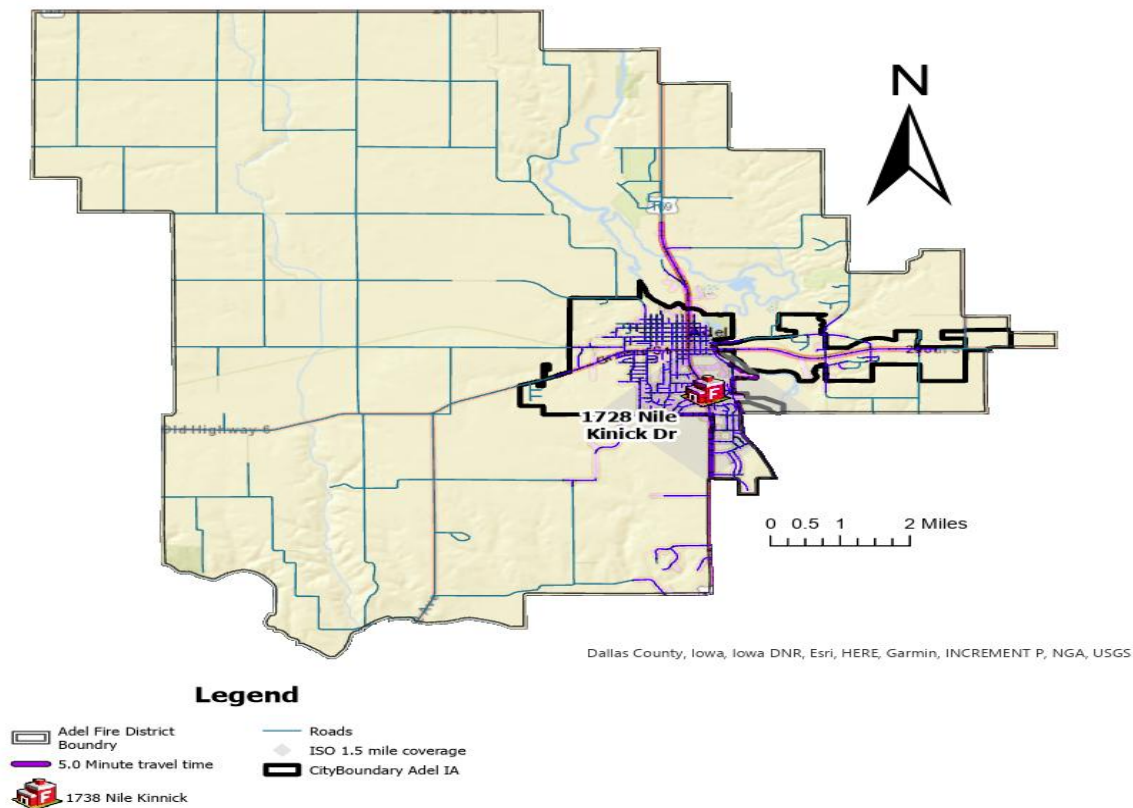 N
169
Adel
1728 Nile
Kinick Dr
Old Highway 6
0 0.5 1 2 Miles
Dallas County, Iowa, Iowa DNR, Esri, HERE, Garmin, INCREMENT P, NGA, USGS
Legend
Adel Fire District
Boundry
5.0 Minute travel time
1738 Nile Kinnick
Roads
ISO 1.5 mile coverage
CityBoundary Adel IA